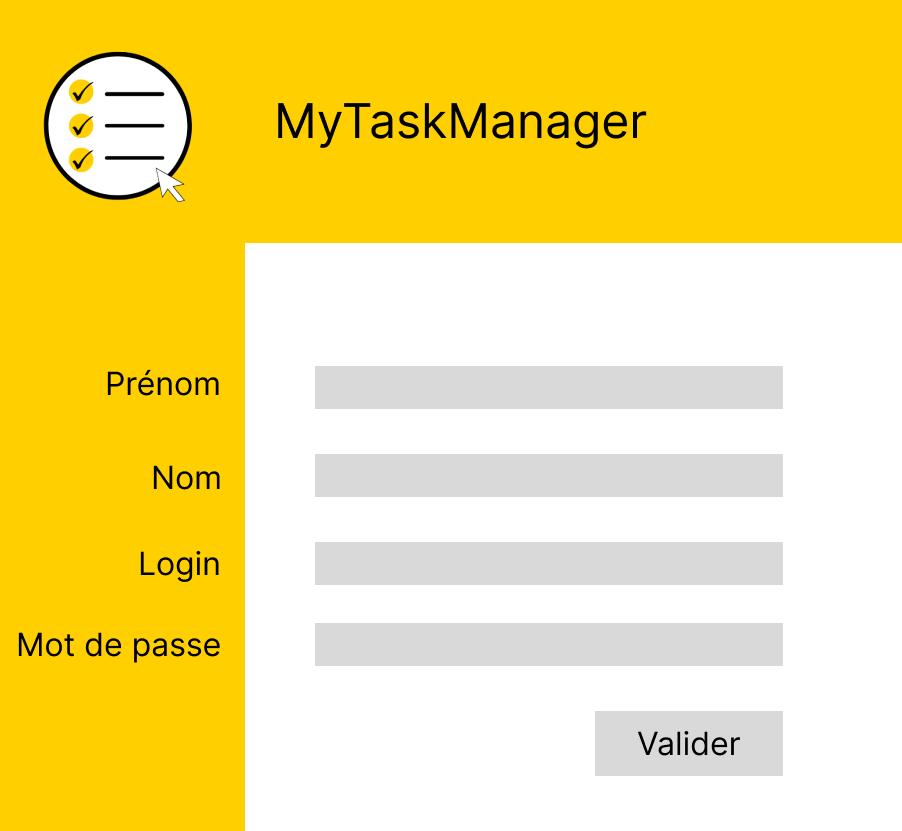 MyTaskManager
Prénom
Nom
Login
Mot de passe
Valider